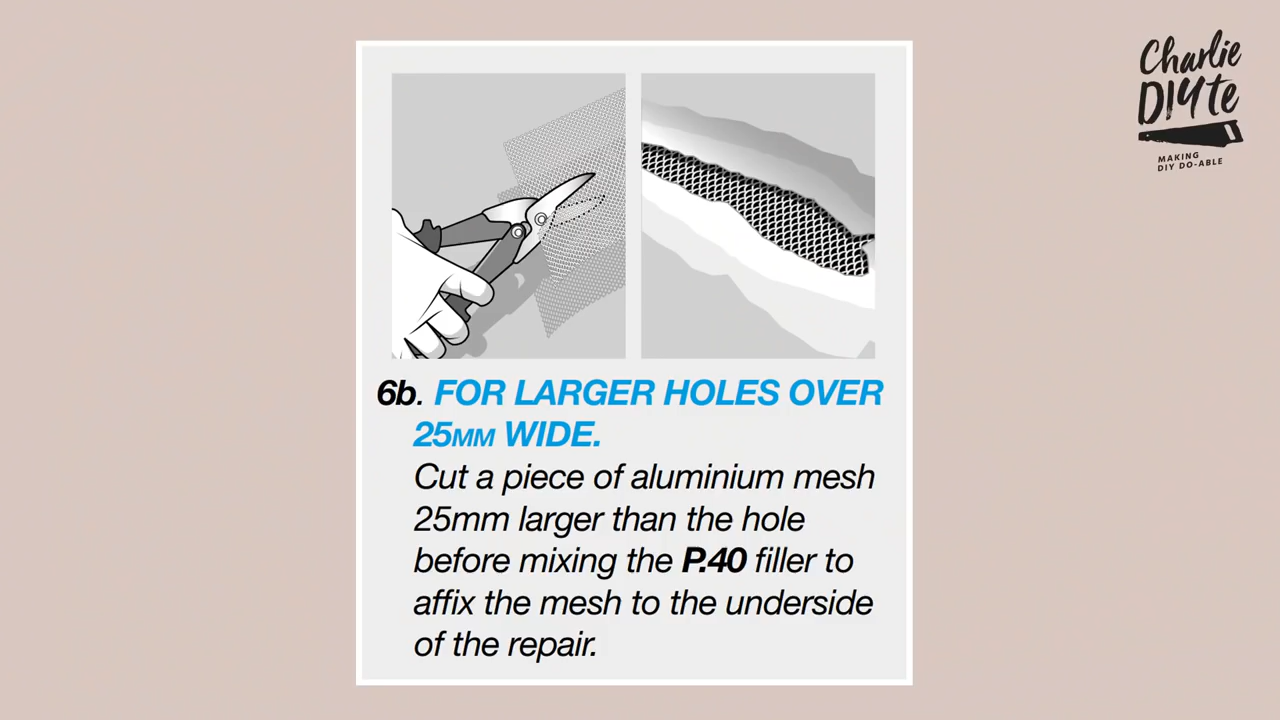 Charlie
DIYte
MAKING
DIY DO-ABLE
6b. FOR LARGER HOLES OVER
25MM WIDE.
Cut a piece of aluminium mesh
25mm larger than the hole
before mixing the P.40 filler to
affix the mesh to the underside
of the repair.